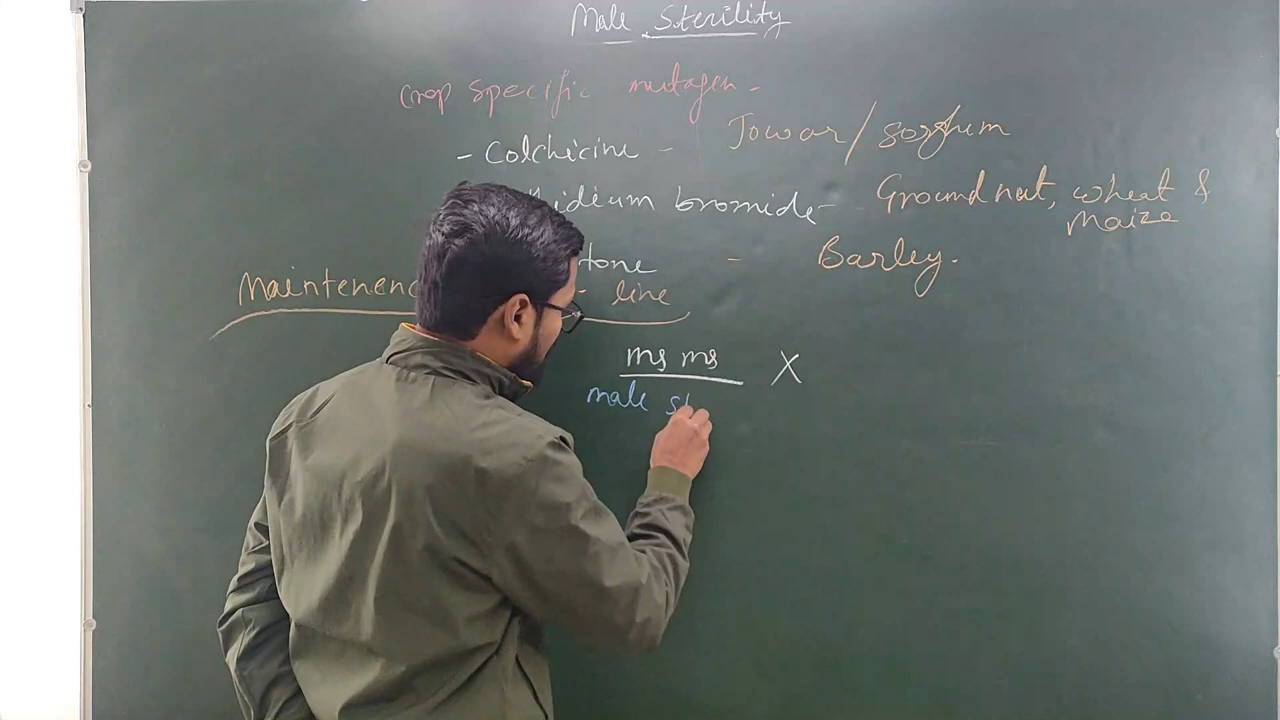 Male Sterility
Crop specific mutagen -
- Colchicine - Jowar/sorghum
idium bromide - Groundnut, wheat &
Maize
tone - Barley.
Maintenenc - line
ms ms X
male st